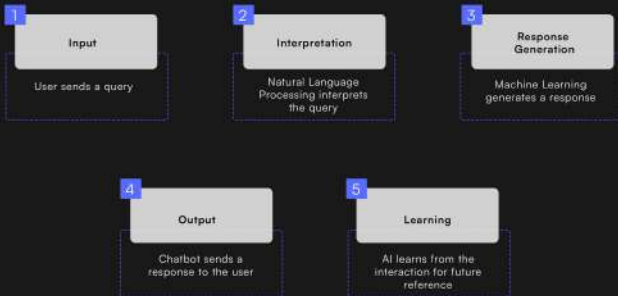 1
Input
User sends a query
2
Interpretation
Natural Language
Processing interprets
the query
3
Response
Generation
Machine Learning
generates a response
4
Output
Chatbot sends a
response to the user
5
Learning
AI learns from the
interaction for future
reference